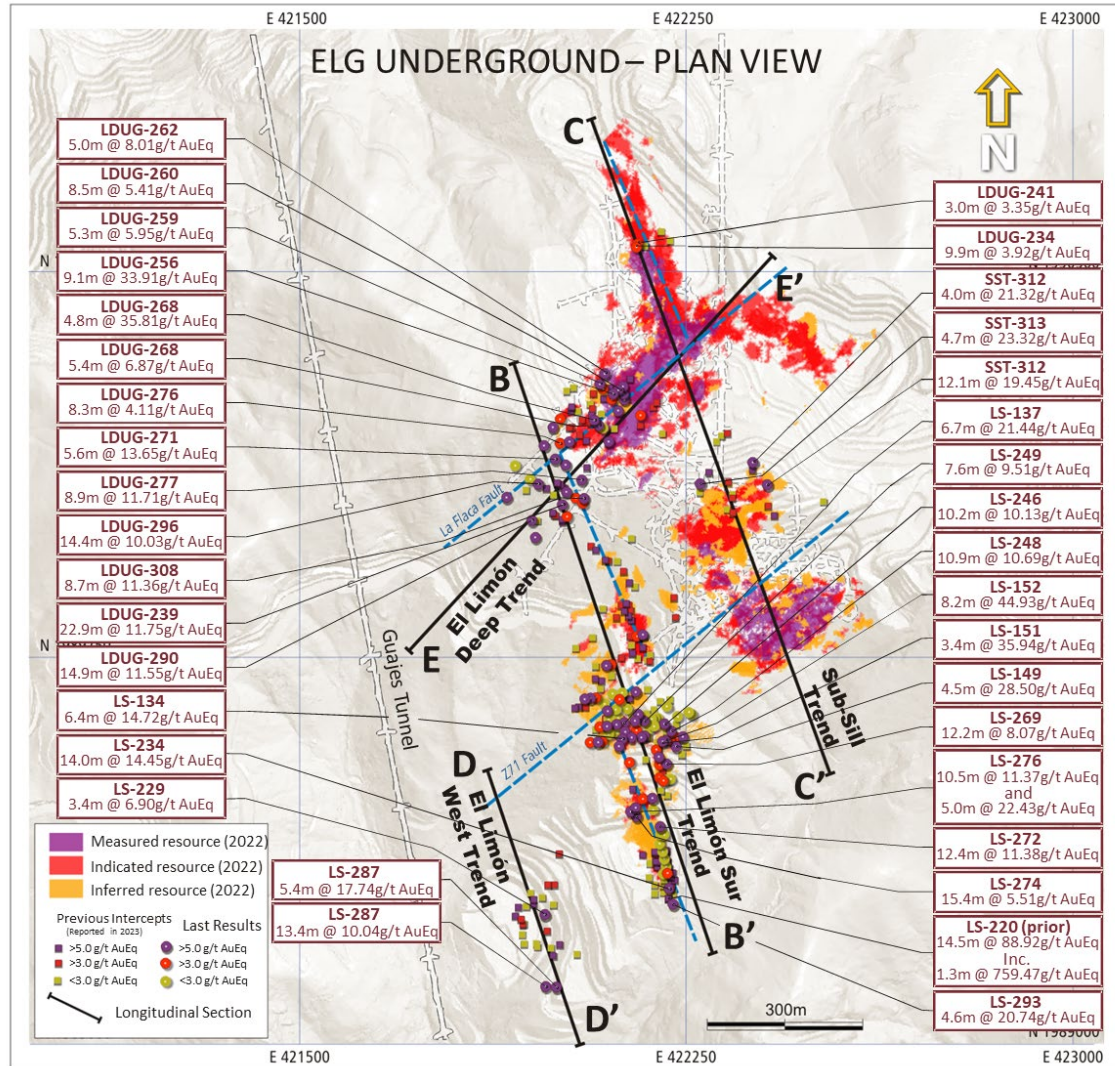 E 421500
E 422250
E 423000
ELG UNDERGROUND – PLAN VIEW
N
LDUG-262
5.0m @ 8.01g/t AuEq
LDUG-260
8.5m @ 5.41g/t AuEq
LDUG-259
5.3m @ 5.95g/t AuEq
LDUG-256
9.1m @ 33.91g/t AuEq
LDUG-268
4.8m @ 35.81g/t AuEq
LDUG-268
5.4m @ 6.87g/t AuEq
LDUG-276
8.3m @ 4.11g/t AuEq
LDUG-271
5.6m @ 13.65g/t AuEq
LDUG-277
8.9m @ 11.71g/t AuEq
LDUG-296
14.4m @ 10.03g/t AuEq
LDUG-308
8.7m @ 11.36g/t AuEq
LDUG-239
22.9m @ 11.75g/t AuEq
LDUG-290
14.9m @ 11.55g/t AuEq
LS-134
6.4m @ 14.72g/t AuEq
LS-234
14.0m @ 14.45g/t AuEq
LS-229
3.4m @ 6.90g/t AuEq
LS-287
5.4m @ 17.74g/t AuEq
LS-287
13.4m @ 10.04g/t AuEq
LDUG-241
3.0m @ 3.35g/t AuEq
LDUG-234
9.9m @ 3.92g/t AuEq
SST-312
4.0m @ 21.32g/t AuEq
SST-313
4.7m @ 23.32g/t AuEq
SST-312
12.1m @ 19.45g/t AuEq
LS-137
6.7m @ 21.44g/t AuEq
LS-249
7.6m @ 9.51g/t AuEq
LS-246
10.2m @ 10.13g/t AuEq
LS-248
10.9m @ 10.69g/t AuEq
LS-152
8.2m @ 44.93g/t AuEq
LS-151
3.4m @ 35.94g/t AuEq
LS-149
4.5m @ 28.50g/t AuEq
LS-269
12.2m @ 8.07g/t AuEq
LS-276
10.5m @ 11.37g/t AuEq
and
5.0m @ 22.43g/t AuEq
LS-272
12.4m @ 11.38g/t AuEq
LS-274
15.4m @ 5.51g/t AuEq
LS-220 (prior)
14.5m @ 88.92g/t AuEq
Inc.
1.3m @ 759.47g/t AuEq
LS-293
4.6m @ 20.74g/t AuEq
N 1989000
C
E'
B
La Flaca Fault
El Limón
Deep Trend
E
Guajes Tunnel
Z71 Fault
D
El Limón
West Trend
D'
El Limón Sur
Trend
B'
Sub-Sill
Trend
C'
300m
Measured resource (2022)
Indicated resource (2022)
Inferred resource (2022)
Previous Intercepts
(Reported in 2023)
Last Results
>5.0 g/t AuEq
>5.0 g/t AuEq
>3.0 g/t AuEq
>3.0 g/t AuEq
<3.0 g/t AuEq
<3.0 g/t AuEq
Longitudinal Section
E 421500
E 422250
E 423000